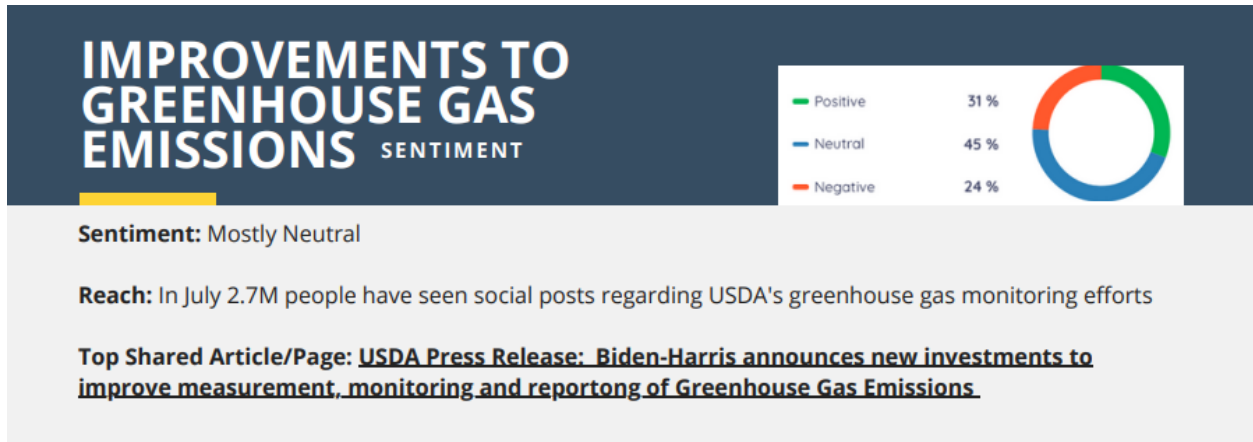 IMPROVEMENTS TO
GREENHOUSE GAS
EMISSIONS SENTIMENT
Positive 31 %
Neutral 45 %
Negative 24 %
Sentiment: Mostly Neutral
Reach: In July 2.7M people have seen social posts regarding USDA's greenhouse gas monitoring efforts
Top Shared Article/Page: USDA Press Release: Biden-Harris announces new investments to
improve measurement, monitoring and reportong of Greenhouse Gas Emissions